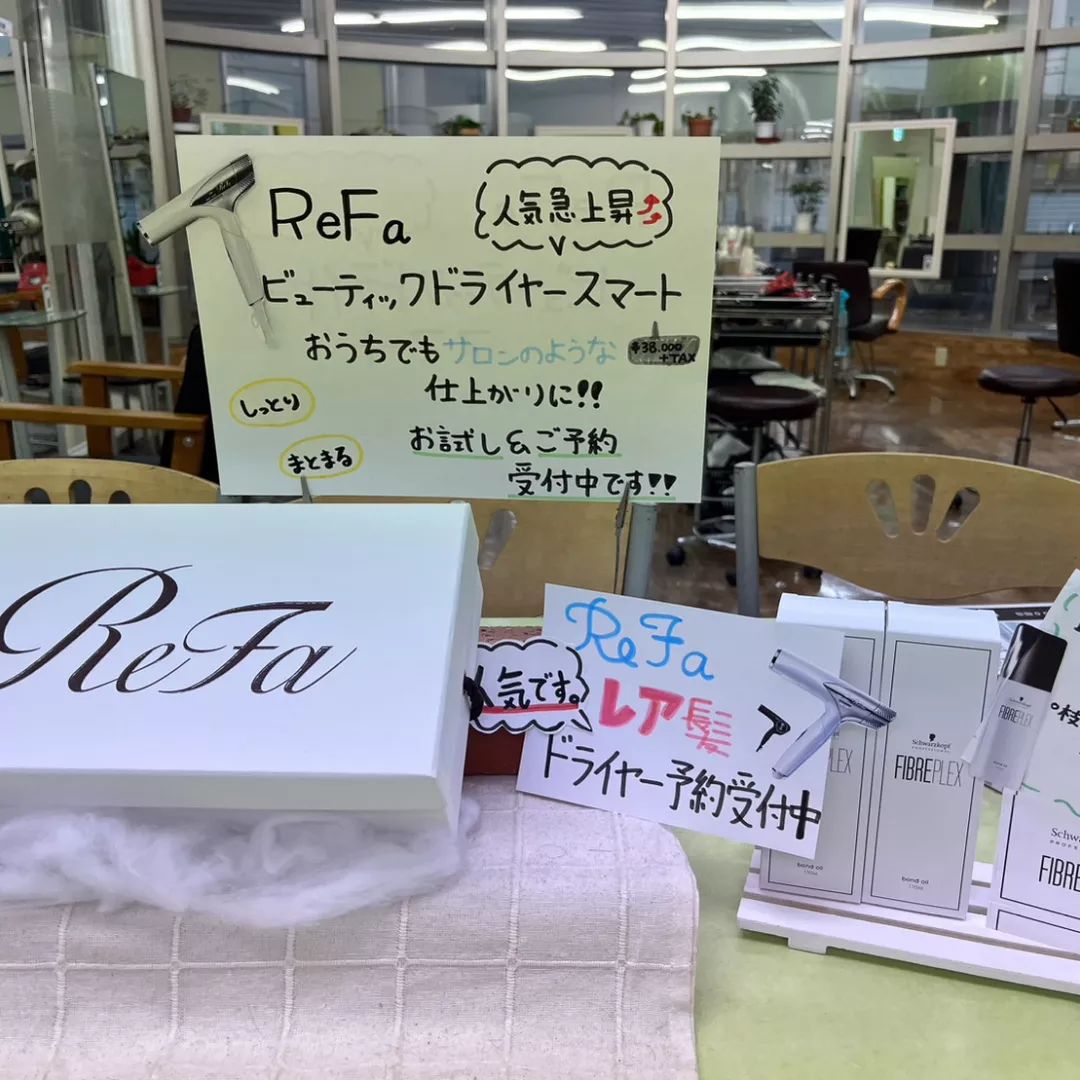 ReFa
人気急上昇
ビューティックドライヤースマート
おうちでもサロンのような
¥38.000
+TAX
仕上がりに!!
しっとり
お試し&ご予約
まとまる
受付中です!!
ReFa
ReFa
人気です。
レア髪
ドライヤー予約受付中
PLEX
bond oil
Schwarzkopf
PROFESSIONAL
FIBREPLEX
bond oil
Schwarzkopf
FIBREPLEX
枝
Schwa
FIBRE